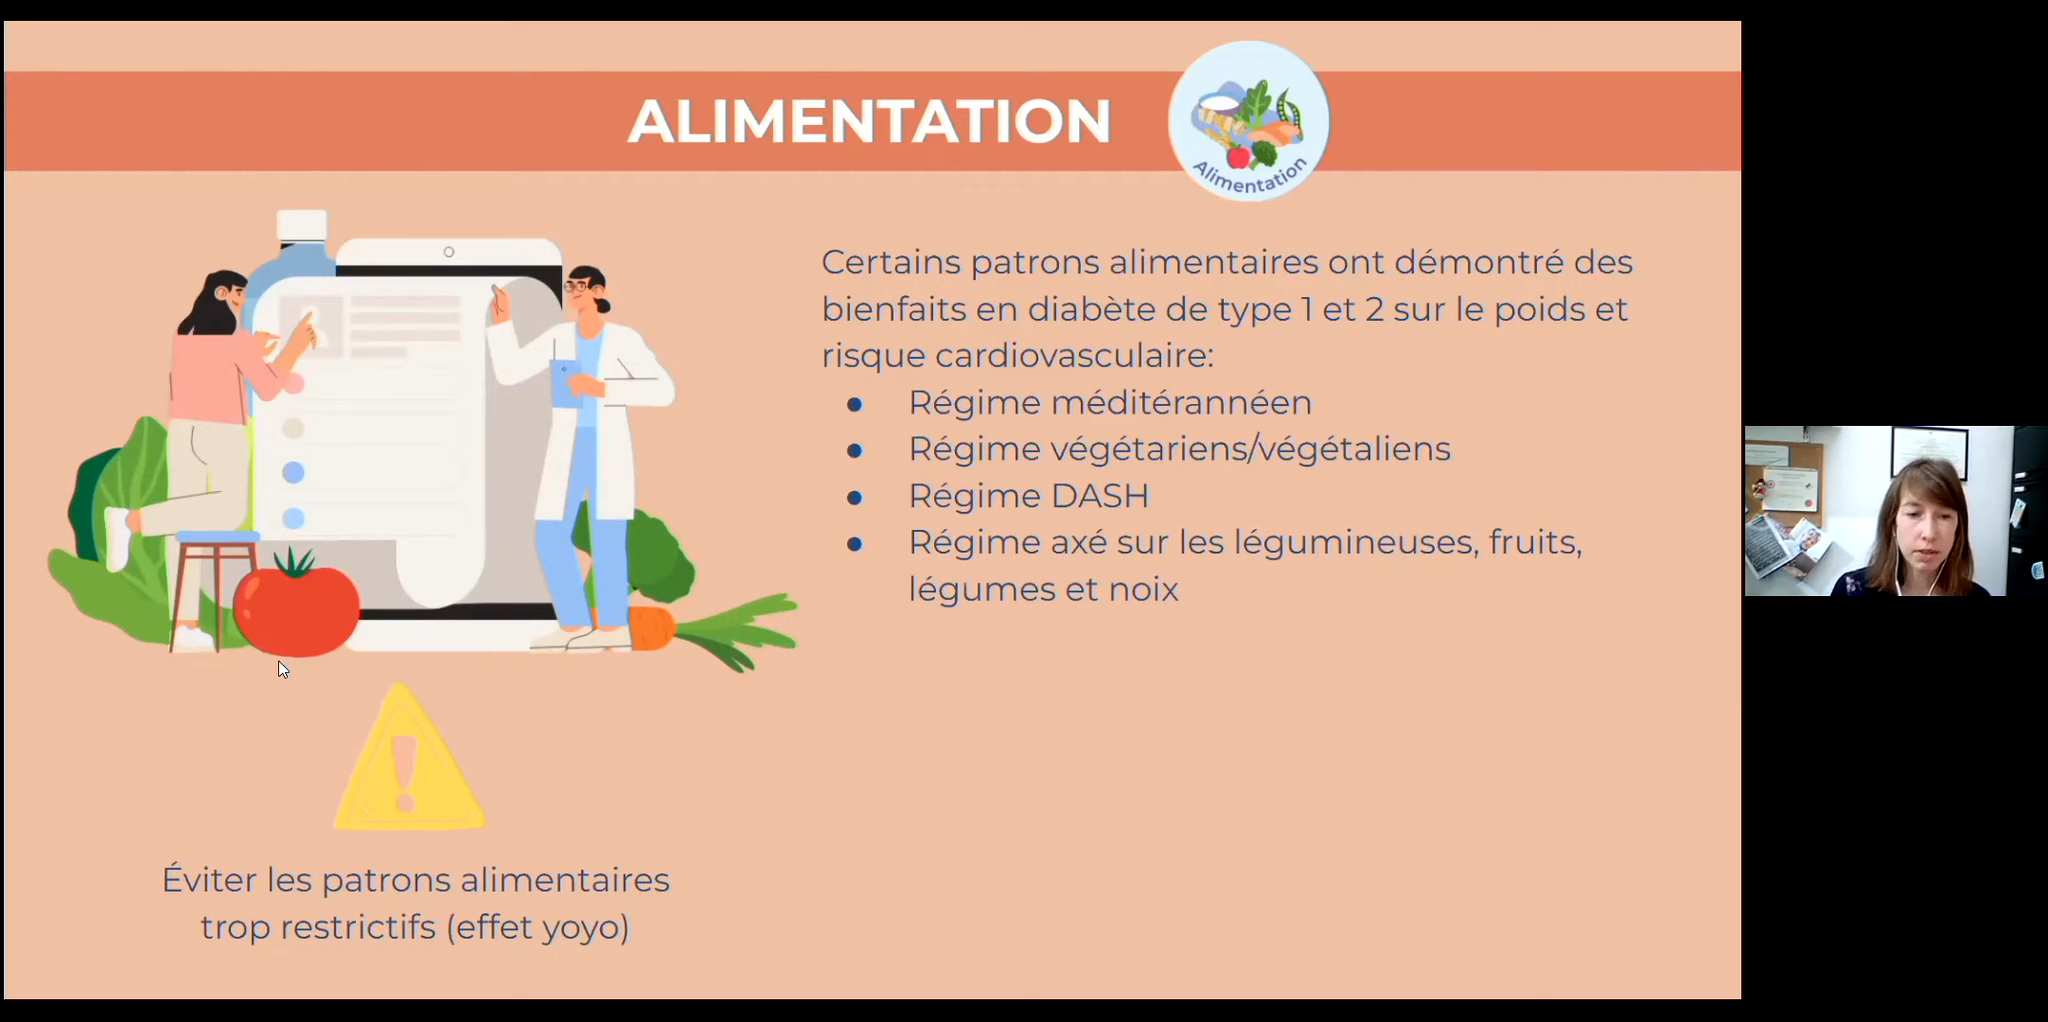 ALIMENTATION
Alimentation
Certains patrons alimentaires ont démontré des
bienfaits en diabète de type 1 et 2 sur le poids et
risque cardiovasculaire:
● Régime méditérannéen
● Régime végétariens/végétaliens
● Régime DASH
● Régime axé sur les légumineuses, fruits,
légumes et noix
Éviter les patrons alimentaires
trop restrictifs (effet yoyo)